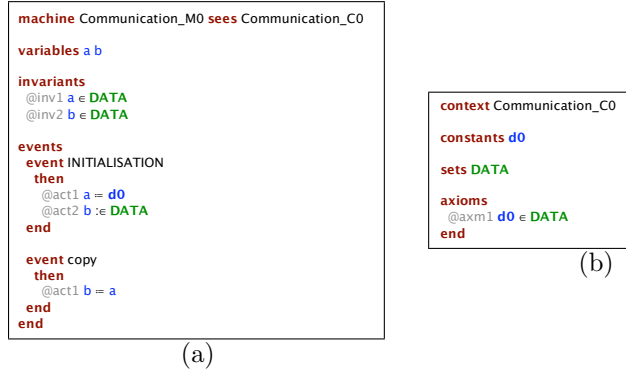 machine Communication_M0 sees Communication_C0
variables a b
invariants
@inv1 a ∈ DATA
@inv2 b ∈ DATA
events
event INITIALISATION
then
@act1 a ≔ d0
@act2 b :∈ DATA
end
event copy
then
@act1 b ≔ a
end
end
(a)
context Communication_C0
constants d0
sets DATA
axioms
@axm1 d0 ∈ DATA
end
(b)